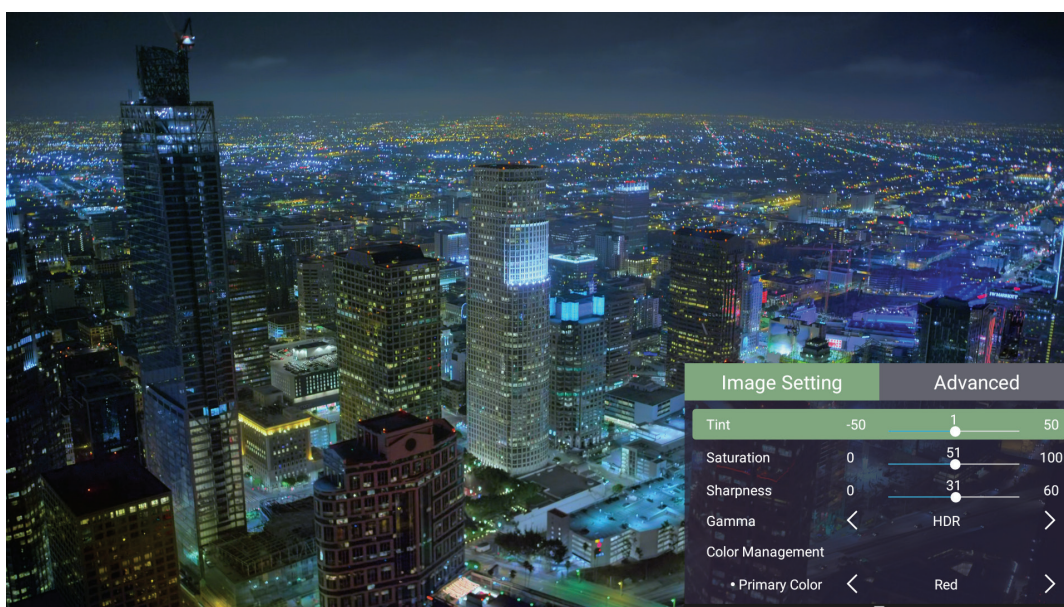 Image Setting Advanced
Tint -50 1 50
Saturation 0 51 100
Sharpness 0 31 60
Gamma < HDR >
Color Management
• Primary Color < Red >